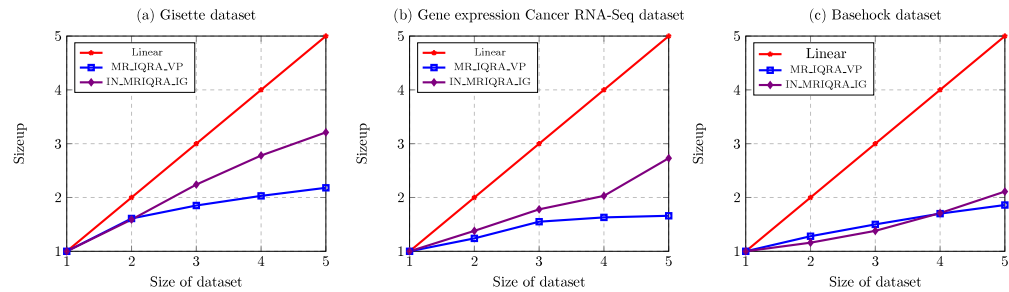 (a) Gisette dataset
5
4
3
2
1
Sizeup
Linear
MR_IQRA_VP
IN_MRIQRA_IG
1 2 3 4 5
Size of dataset
(b) Gene expression Cancer RNA-Seq dataset
5
4
3
2
1
Sizeup
Linear
MR_IQRA_VP
IN_MRIQRA_IG
1 2 3 4 5
Size of dataset
(c) Basehock dataset
5
4
3
2
1
Sizeup
Linear
MR_IQRA_VP
IN_MRIQRA_IG
1 2 3 4 5
Size of dataset